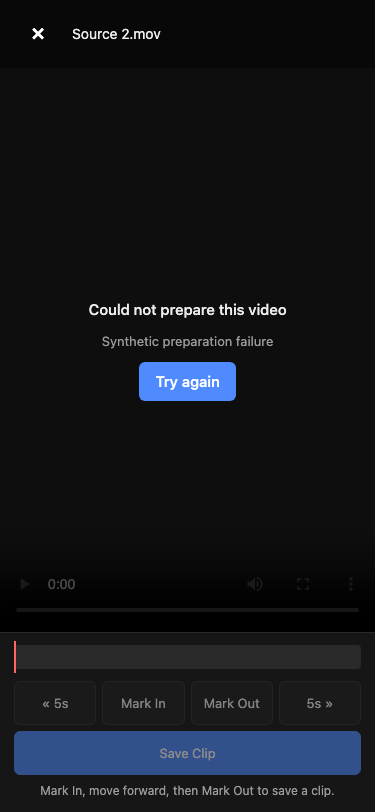 Source 2.mov
Could not prepare this video
Synthetic preparation failure
Try again
0:00
« 5s
Mark In
Mark Out
5s »
Save Clip
Mark In, move forward, then Mark Out to save a clip.